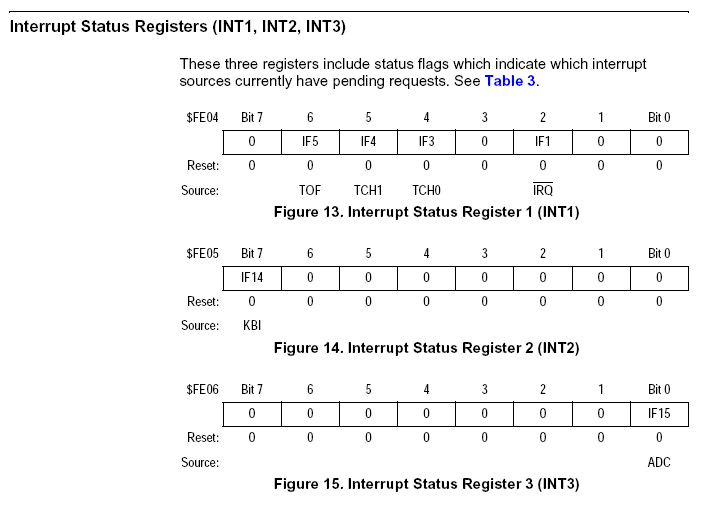 Interrupt Status Registers (INT1, INT2, INT3)
These three registers include status flags which indicate which interrupt
sources currently have pending requests. See Table 3.
$FE04 Bit 7 6 5 4 3 2 1 Bit 0
0 IF5 IF4 IF3 0 IF1 0 0
Reset: 0 0 0 0 0 0 0 0
Source: TOF TCH1 TCH0 IRQ
Figure 13. Interrupt Status Register 1 (INT1)
$FE05 Bit 7 6 5 4 3 2 1 Bit 0
IF14 0 0 0 0 0 0 0
Reset: 0 0 0 0 0 0 0 0
Source: KBI
Figure 14. Interrupt Status Register 2 (INT2)
$FE06 Bit 7 6 5 4 3 2 1 Bit 0
0 0 0 0 0 0 0 IF15
Reset: 0 0 0 0 0 0 0 0
Source: ADC
Figure 15. Interrupt Status Register 3 (INT3)